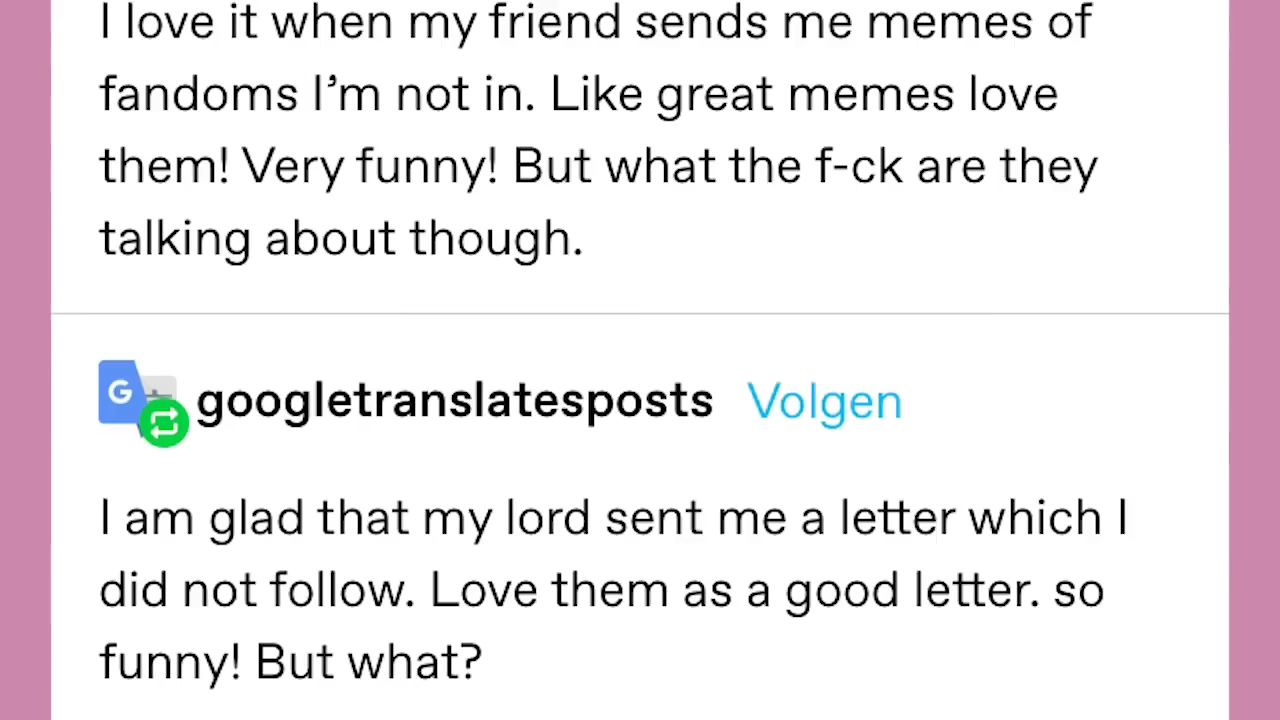 I love it when my friend sends me memes of
fandoms I’m not in. Like great memes love
them! Very funny! But what the f-ck are they
talking about though.
G
googletranslatesposts Volgen
I am glad that my lord sent me a letter which I
did not follow. Love them as a good letter. so
funny! But what?